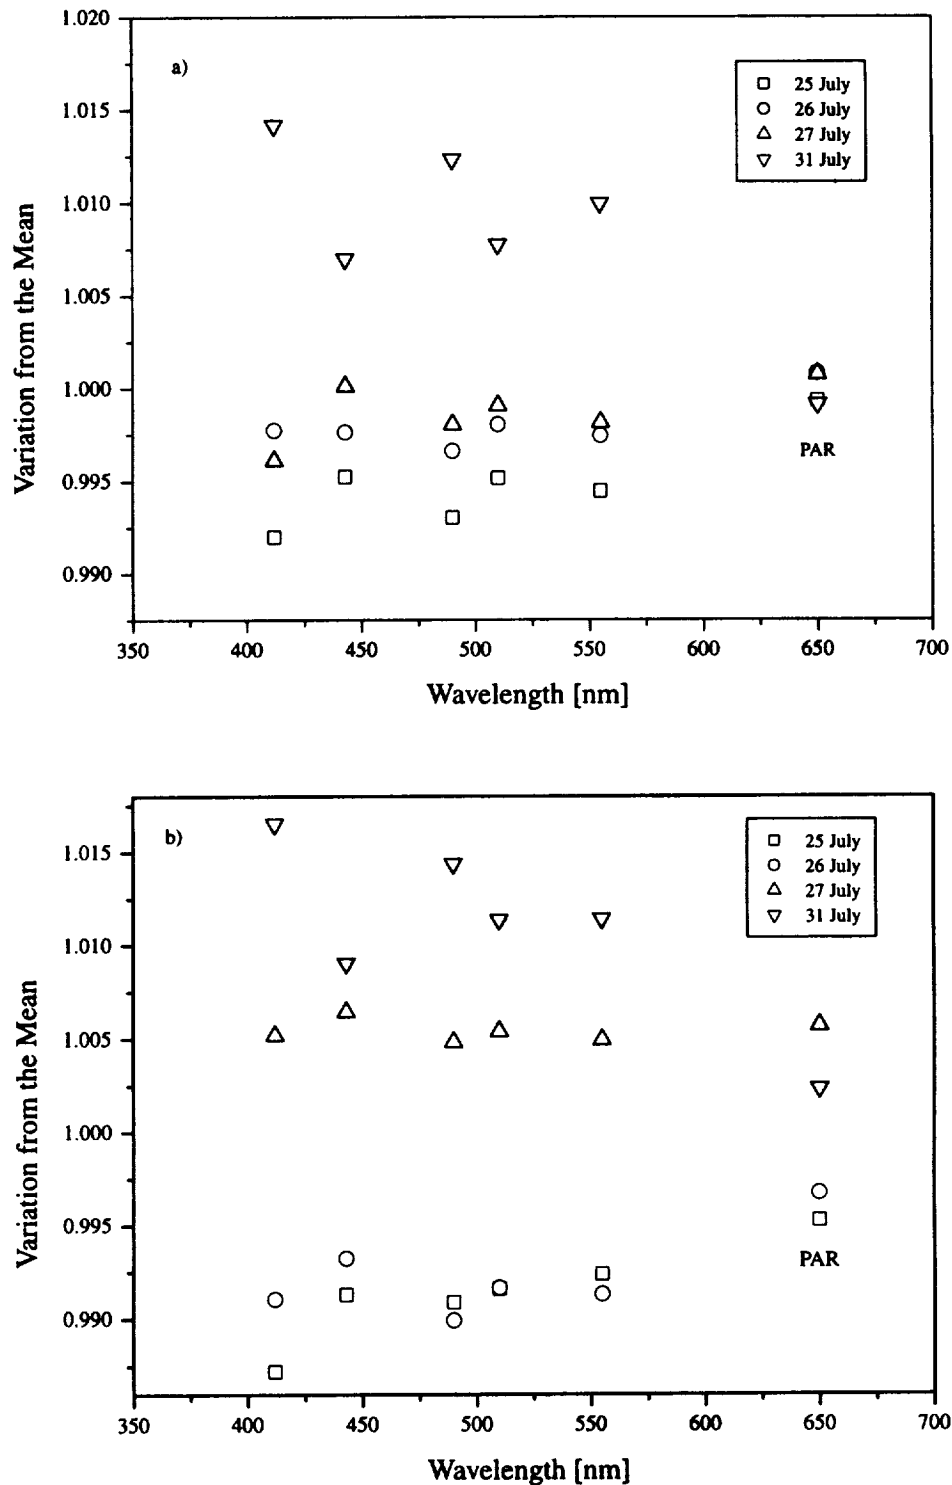 a)
1.020
1.015
1.010
1.005
1.000
0.995
0.990
Variation from the Mean
25 July
26 July
27 July
31 July
PAR
350 400 450 500 550 600 650 700
Wavelength [nm]
b)
1.015
1.010
1.005
1.000
0.995
0.990
Variation from the Mean
25 July
26 July
27 July
31 July
PAR
350 400 450 500 550 600 650 700
Wavelength [nm]